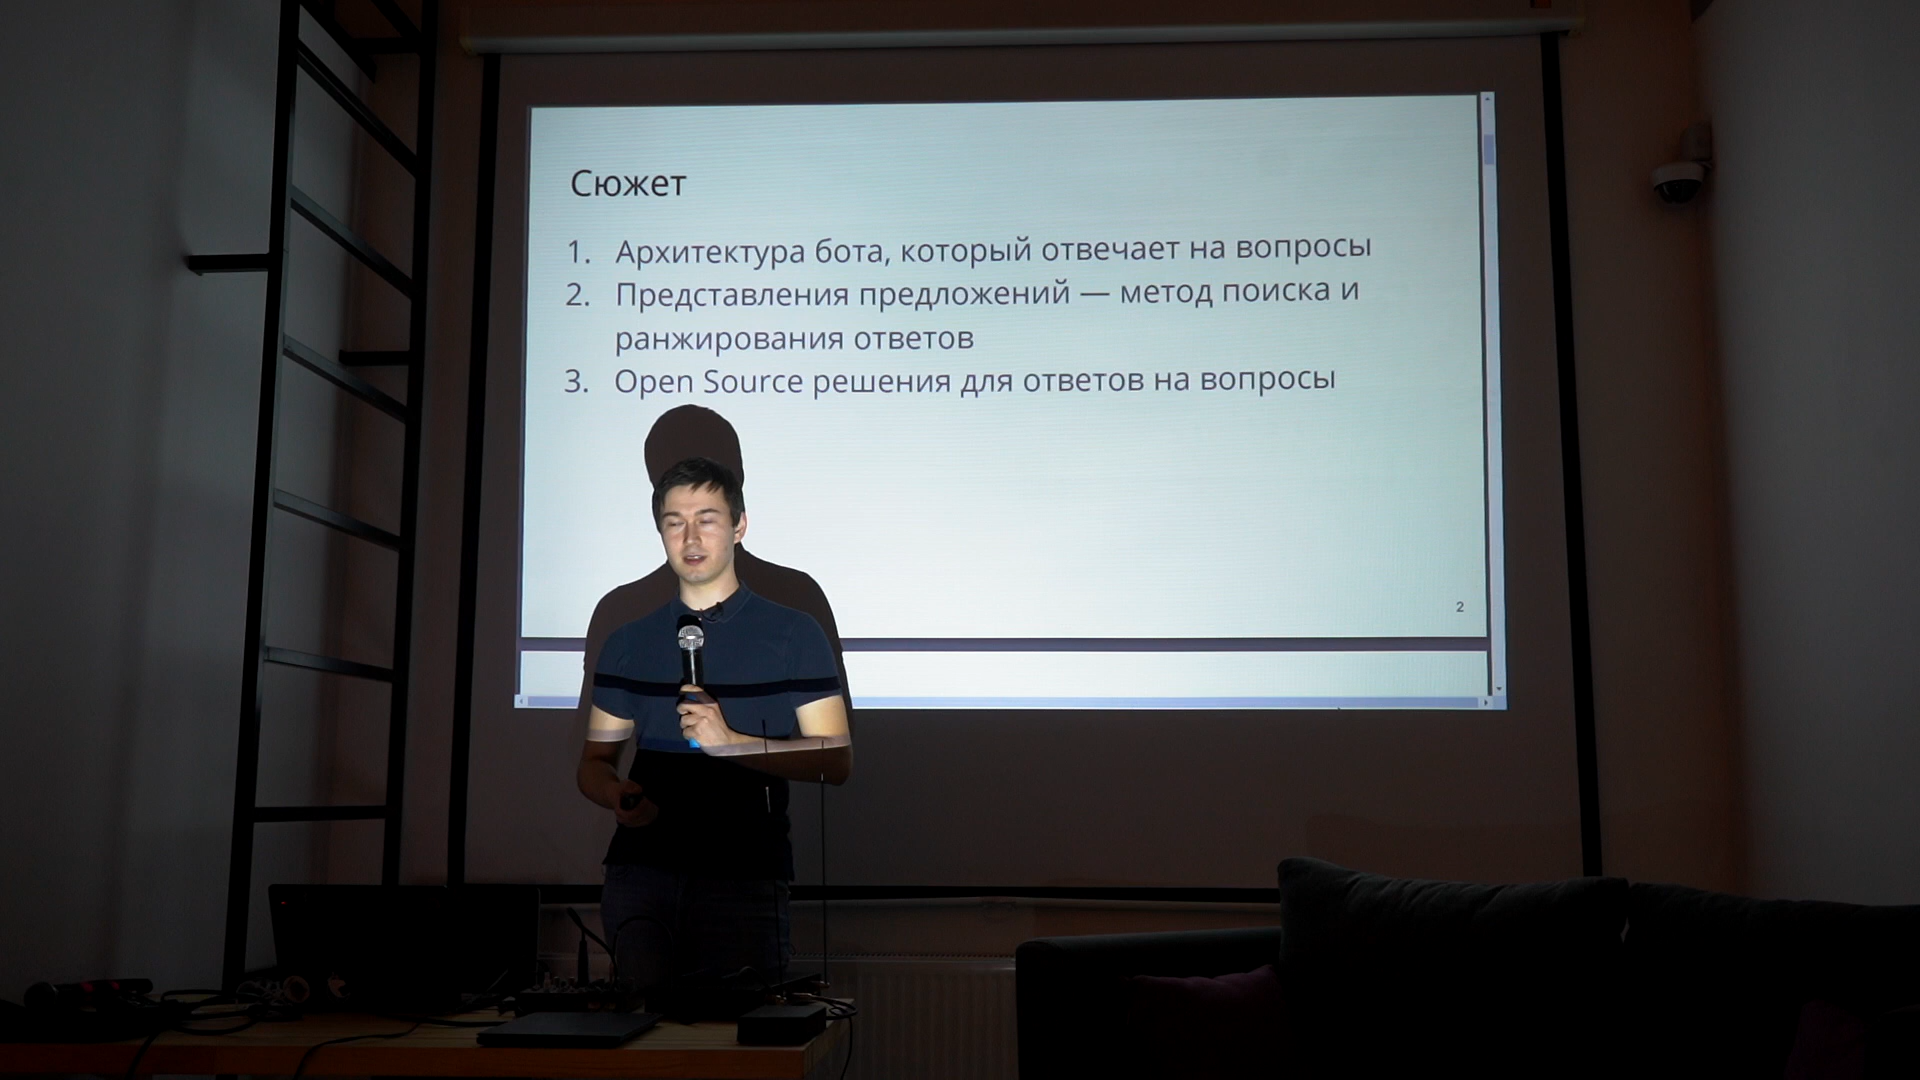 Сюжет
1. Архитектура бота, который отвечает на вопросы
2. Представления предложений — метод поиска и
ранжирования ответов
3. Open Source решения для ответов на вопросы
2